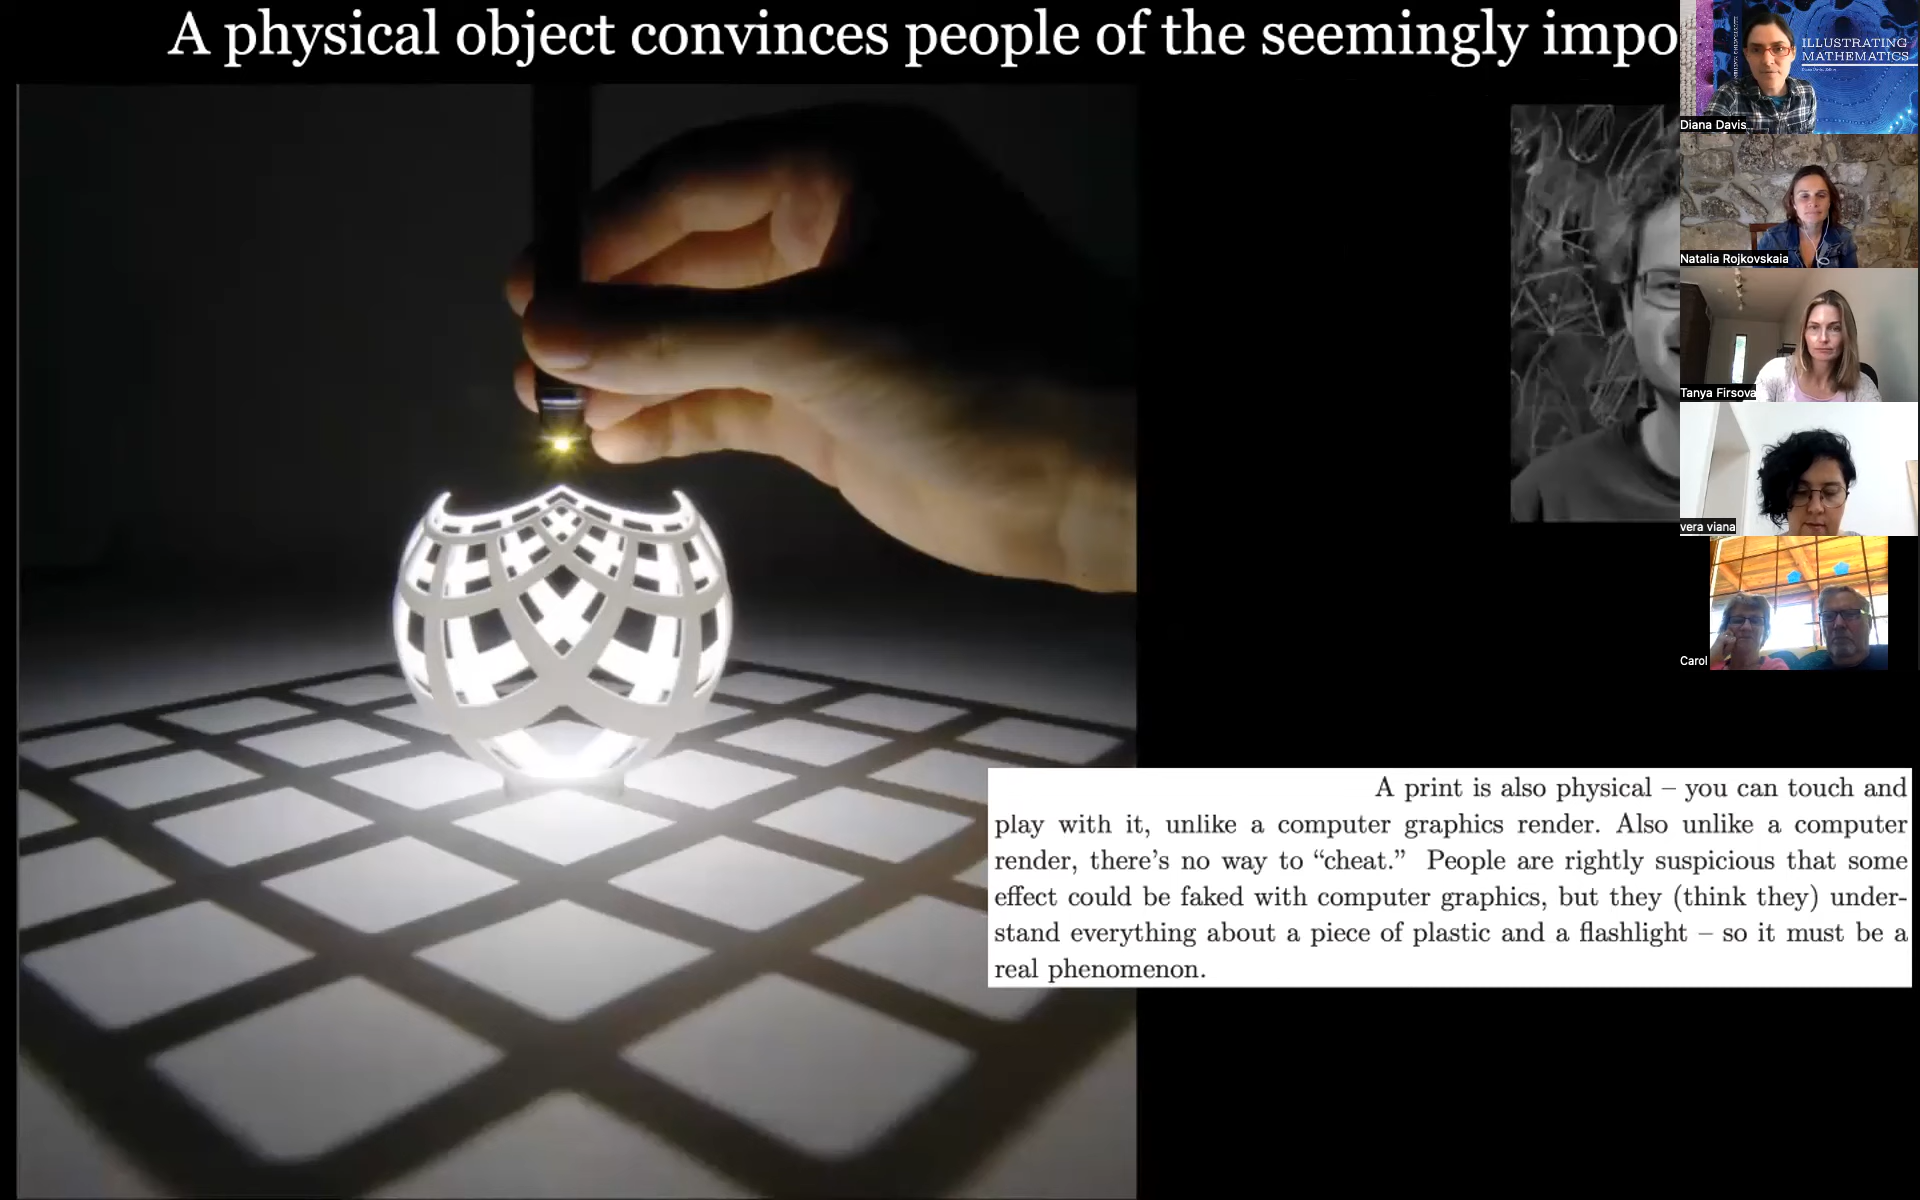 A physical object convinces people of the seemingly impo
ILLUSTRATING
MATHEMATICS
Diana Davis
Natalia Rojkovskaia
Tanya Firsova
vera viana
Carol
A print is also physical – you can touch and
play with it, unlike a computer graphics render. Also unlike a computer
render, there’s no way to “cheat.” People are rightly suspicious that some
effect could be faked with computer graphics, but they (think they) under-
stand everything about a piece of plastic and a flashlight – so it must be a
real phenomenon.